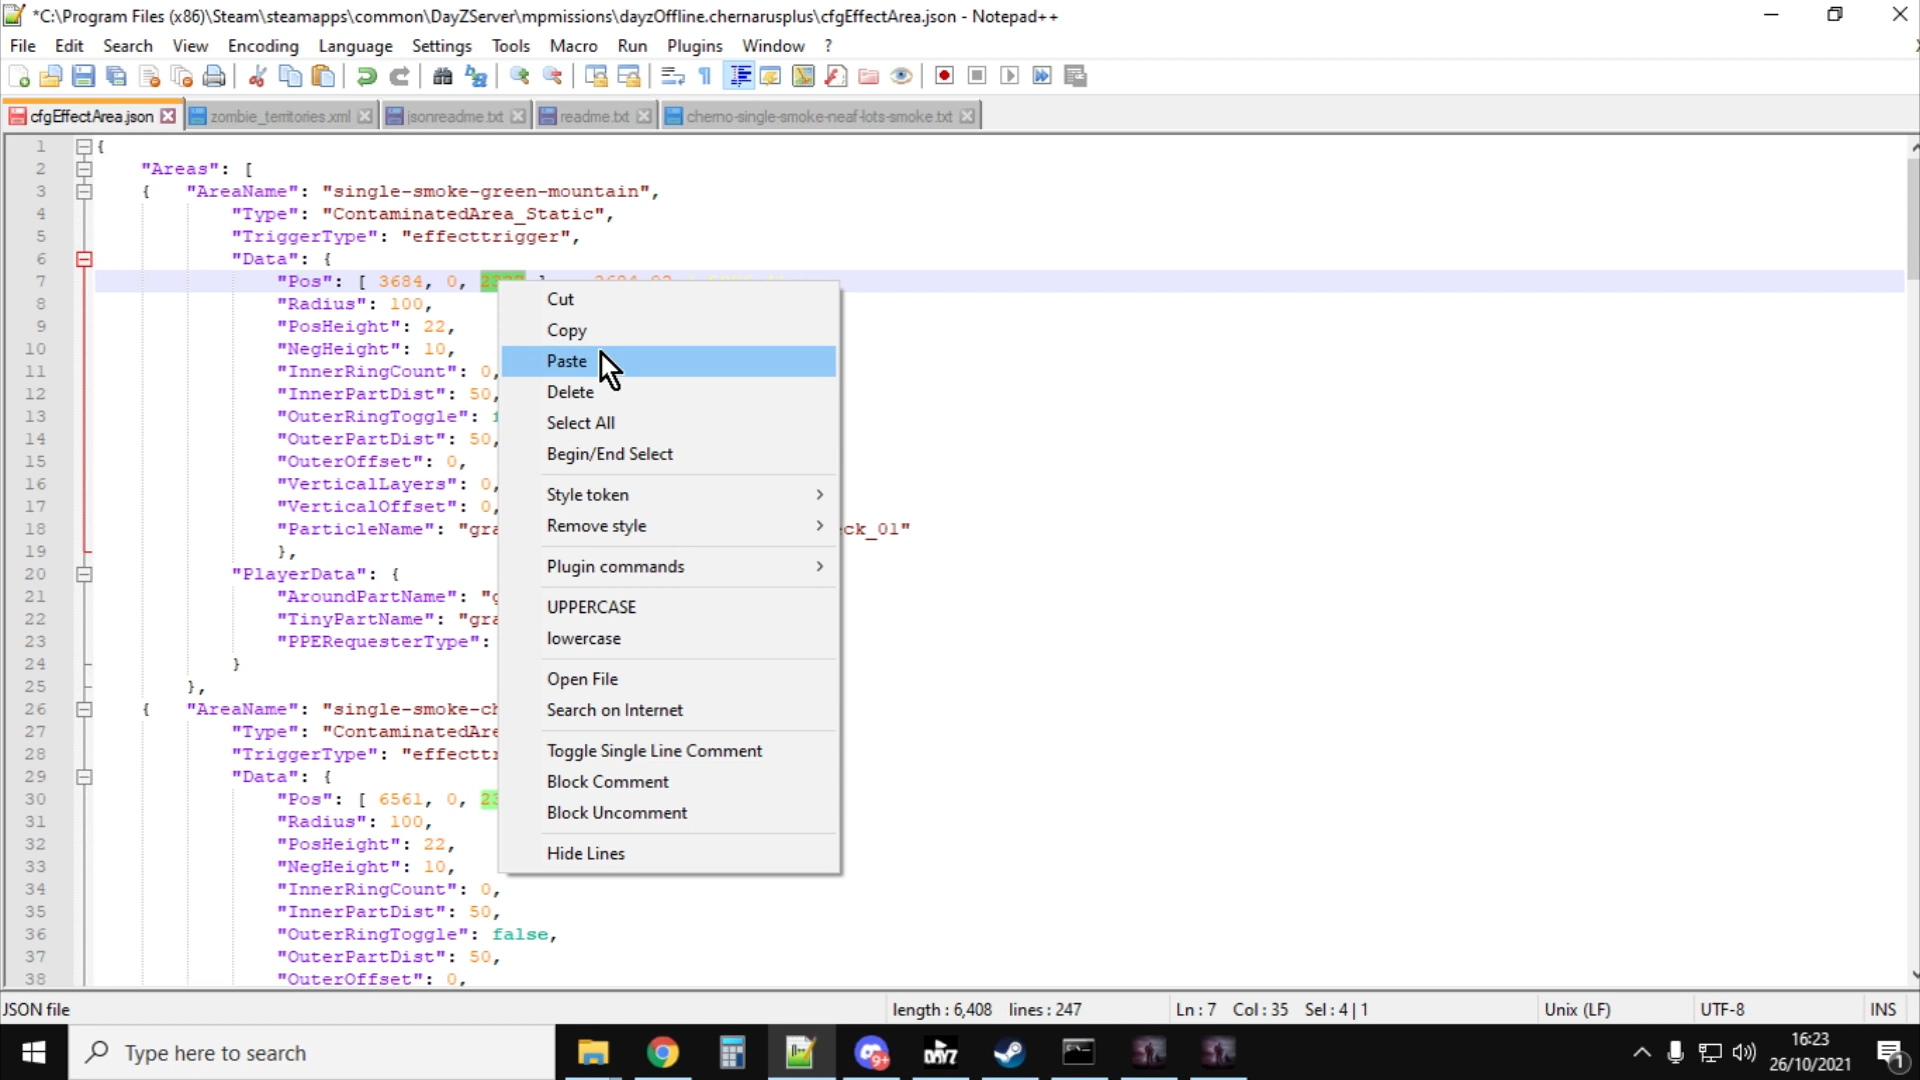 *C:\Program Files (x86)\Steam\steamapps\common\DayZServer\mpmissions\dayzOffline.chernarusplus\cfgEffectArea.json - Notepad++
File Edit Search View Encoding Language Settings Tools Macro Run Plugins Window ?
cfgEffectArea.json zombie_territories.xml jsonreadme.txt readme.txt cherno-single-smoke-neaf-lots-smoke.txt
1 {
2 "Areas": [
3 { "AreaName": "single-smoke-green-mountain",
4 "Type": "ContaminatedArea_Static",
5 "TriggerType": "effecttrigger",
6 "Data": {
7 "Pos": [ 3684, 0,
8 "Radius": 100,
9 "PosHeight": 22,
10 "NegHeight": 10,
11 "InnerRingCount": 0,
12 "InnerPartDist": 50,
13 "OuterRingToggle":
14 "OuterPartDist": 50,
15 "OuterOffset": 0,
16 "VerticalLayers": 0,
17 "VerticalOffset": 0,
18 "ParticleName": "gra ck_01"
19 },
20 "PlayerData": {
21 "AroundPartName": "g
22 "TinyPartName": "gra
23 "PPERequesterType":
24 }
25 },
26 { "AreaName": "single-smoke-ch
27 "Type": "ContaminatedAre
28 "TriggerType": "effecttr
29 "Data": {
30 "Pos": [ 6561, 0, 23
31 "Radius": 100,
32 "PosHeight": 22,
33 "NegHeight": 10,
34 "InnerRingCount": 0,
35 "InnerPartDist": 50,
36 "OuterRingToggle": false,
37 "OuterPartDist": 50,
38 "OuterOffset": 0,
Cut
Copy
Paste
Delete
Select All
Begin/End Select
Style token
Remove style
Plugin commands
UPPERCASE
lowercase
Open File
Search on Internet
Toggle Single Line Comment
Block Comment
Block Uncomment
Hide Lines
JSON file length : 6,408 lines : 247 Ln : 7 Col : 35 Sel : 4 | 1 Unix (LF) UTF-8 INS
Type here to search
9+
DAYZ
16:23
26/10/2021
1